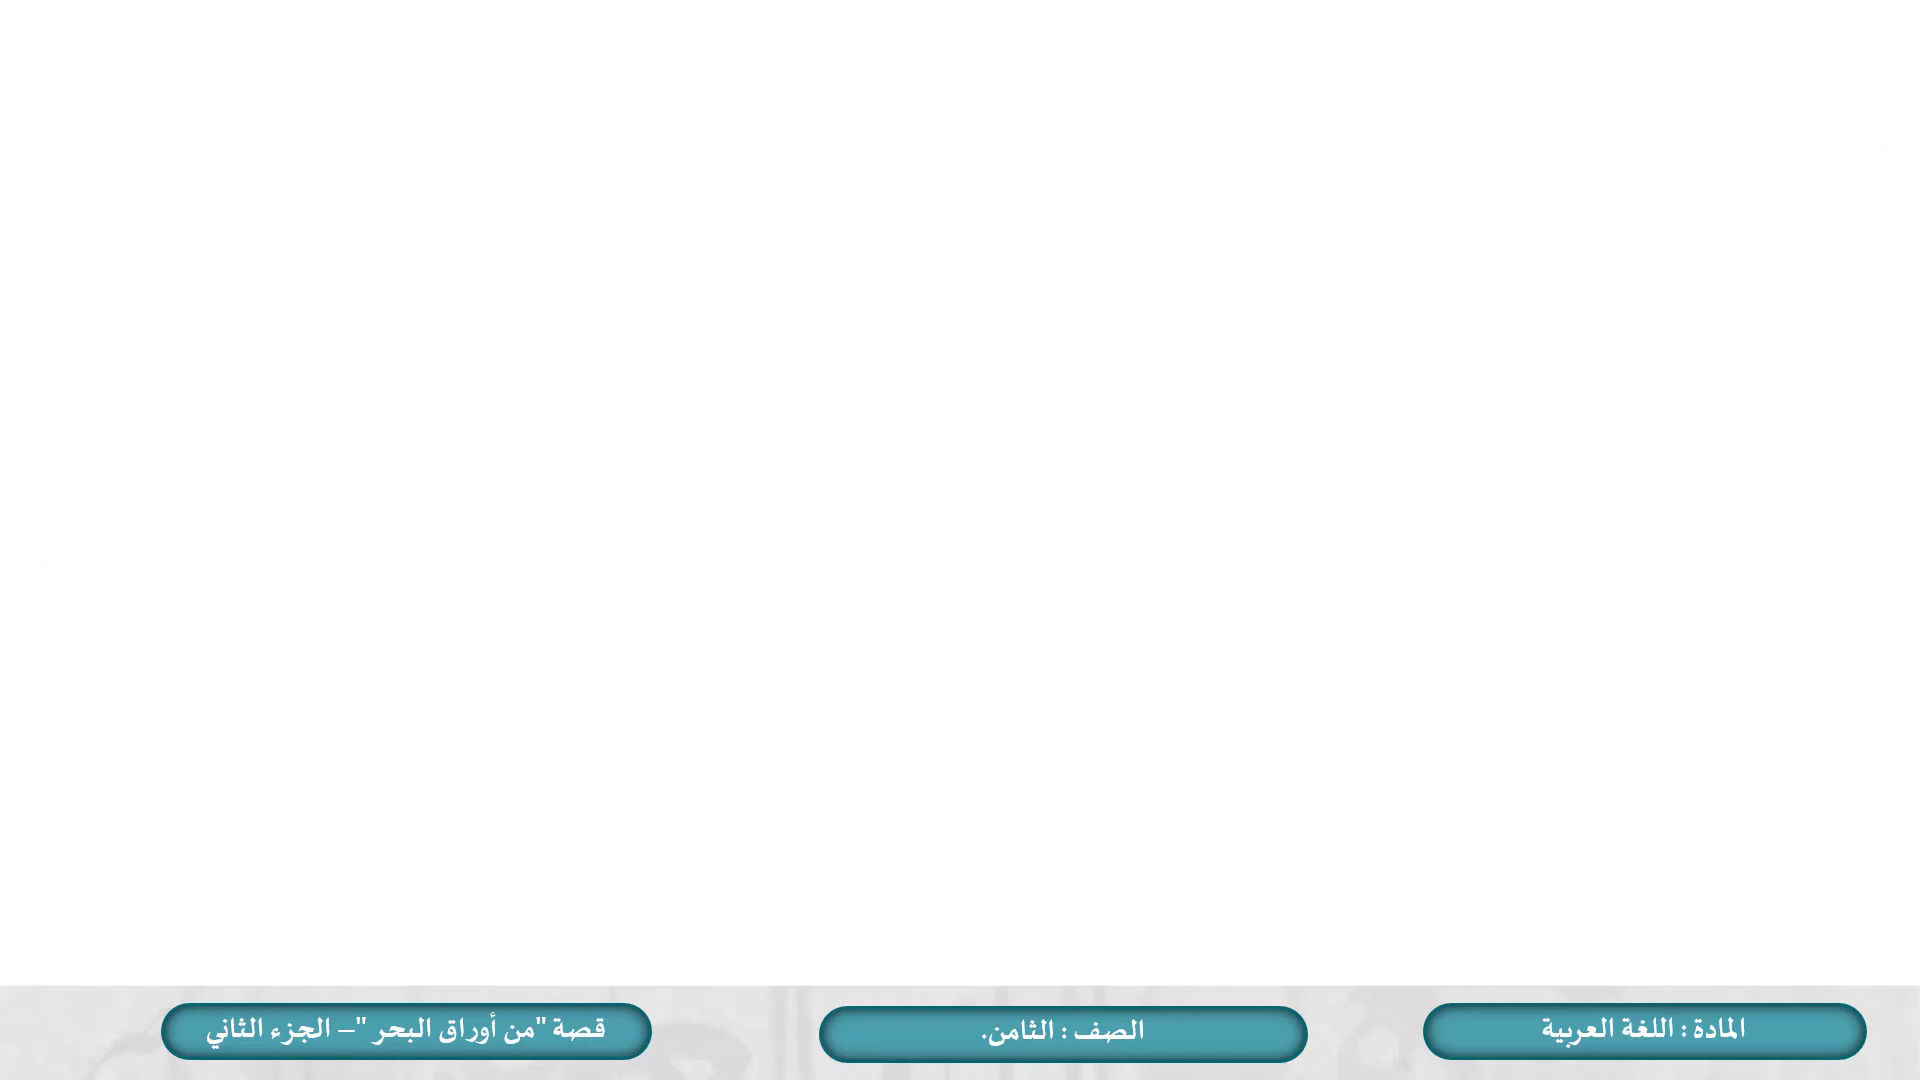 المادة : اللغة العربية
الصف : الثامن.
قصة "من أوراق البحر "– الجزء الثاني